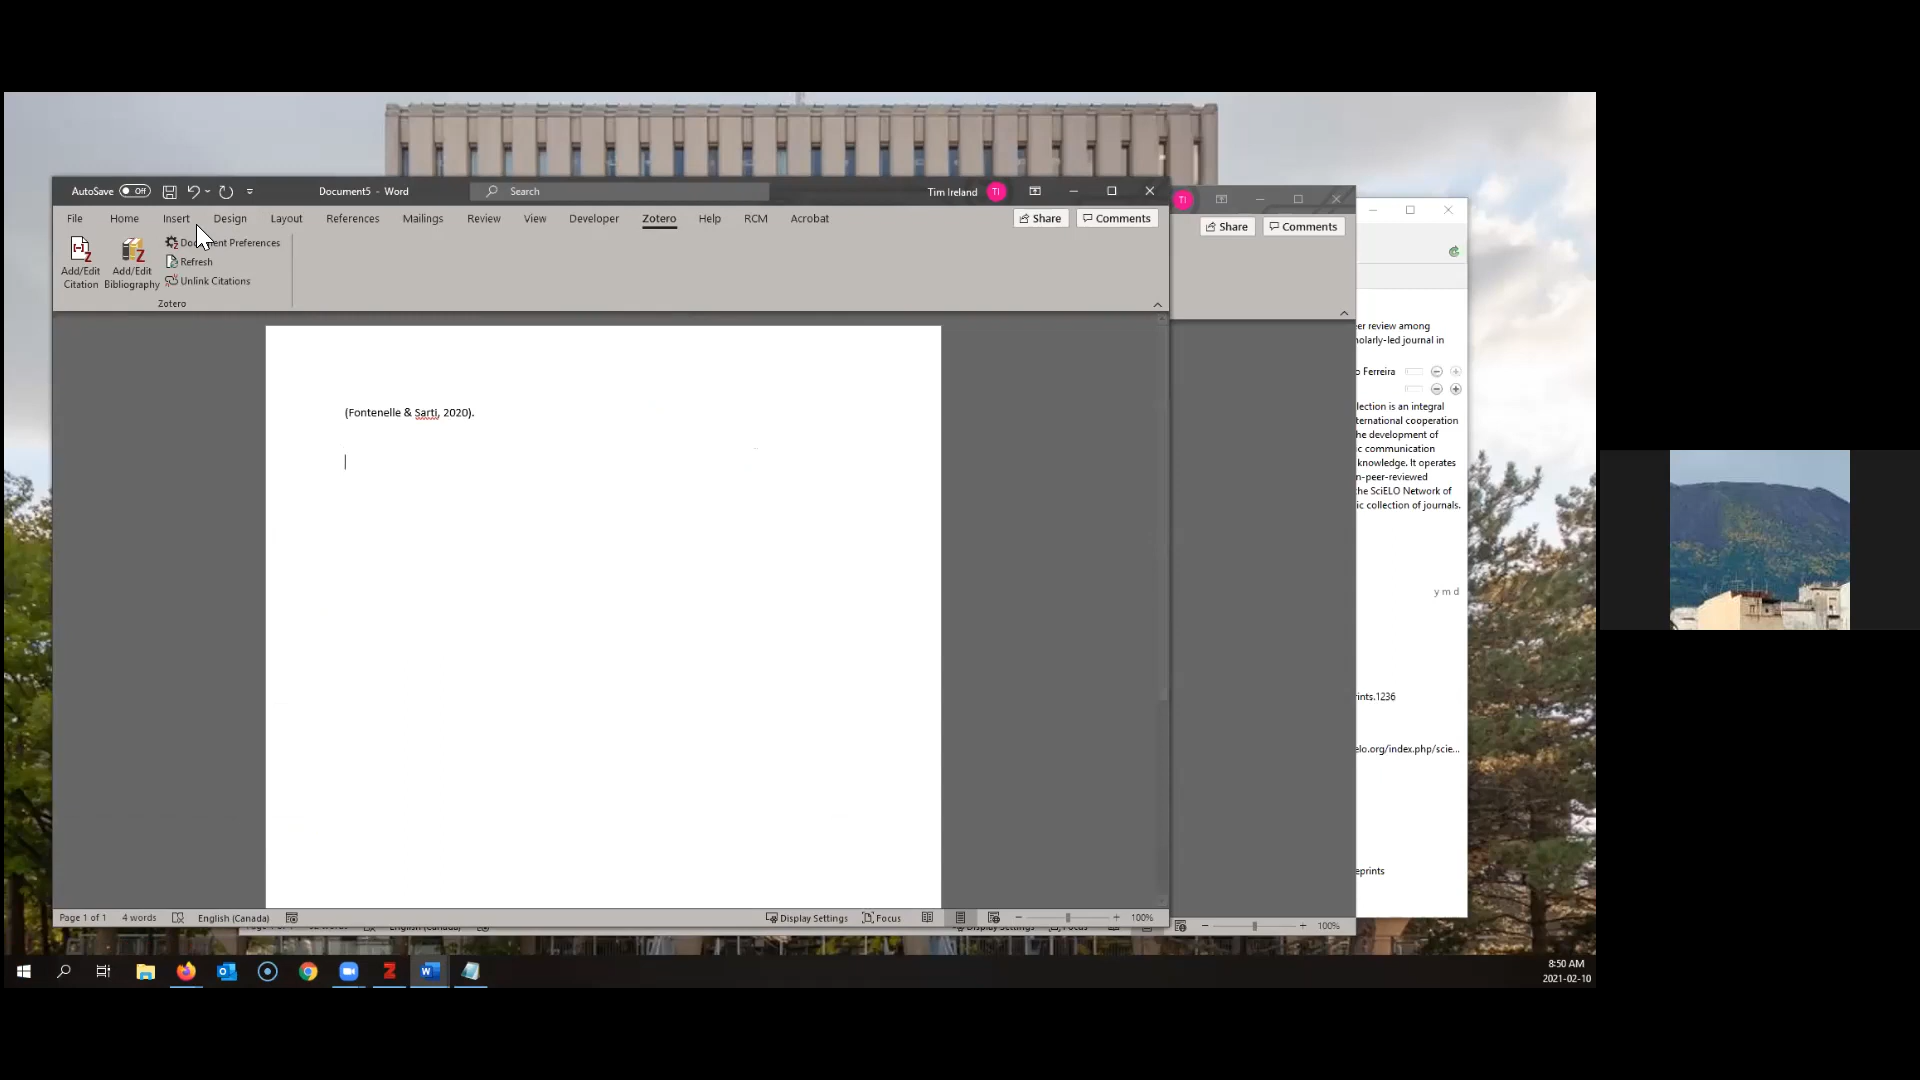 AutoSave Off Document5 - Word Search Tim Ireland TI
File Home Insert Design Layout References Mailings Review View Developer Zotero Help RCM Acrobat Share Comments
Add/Edit Citation
Add/Edit Bibliography
Document Preferences
Refresh
Unlink Citations
Zotero
(Fontenelle & Sarti, 2020).
Page 1 of 1 4 words English (Canada) Display Settings Focus 100%
TI
Share Comments
100%
er review among
olarly-led journal in
o Ferreira
lection is an integral
ternational cooperation
he development of
ic communication
knowledge. It operates
n-peer-reviewed
he SciELO Network of
ic collection of journals.
y m d
ints.1236
elo.org/index.php/scie...
eprints
8:50 AM
2021-02-10